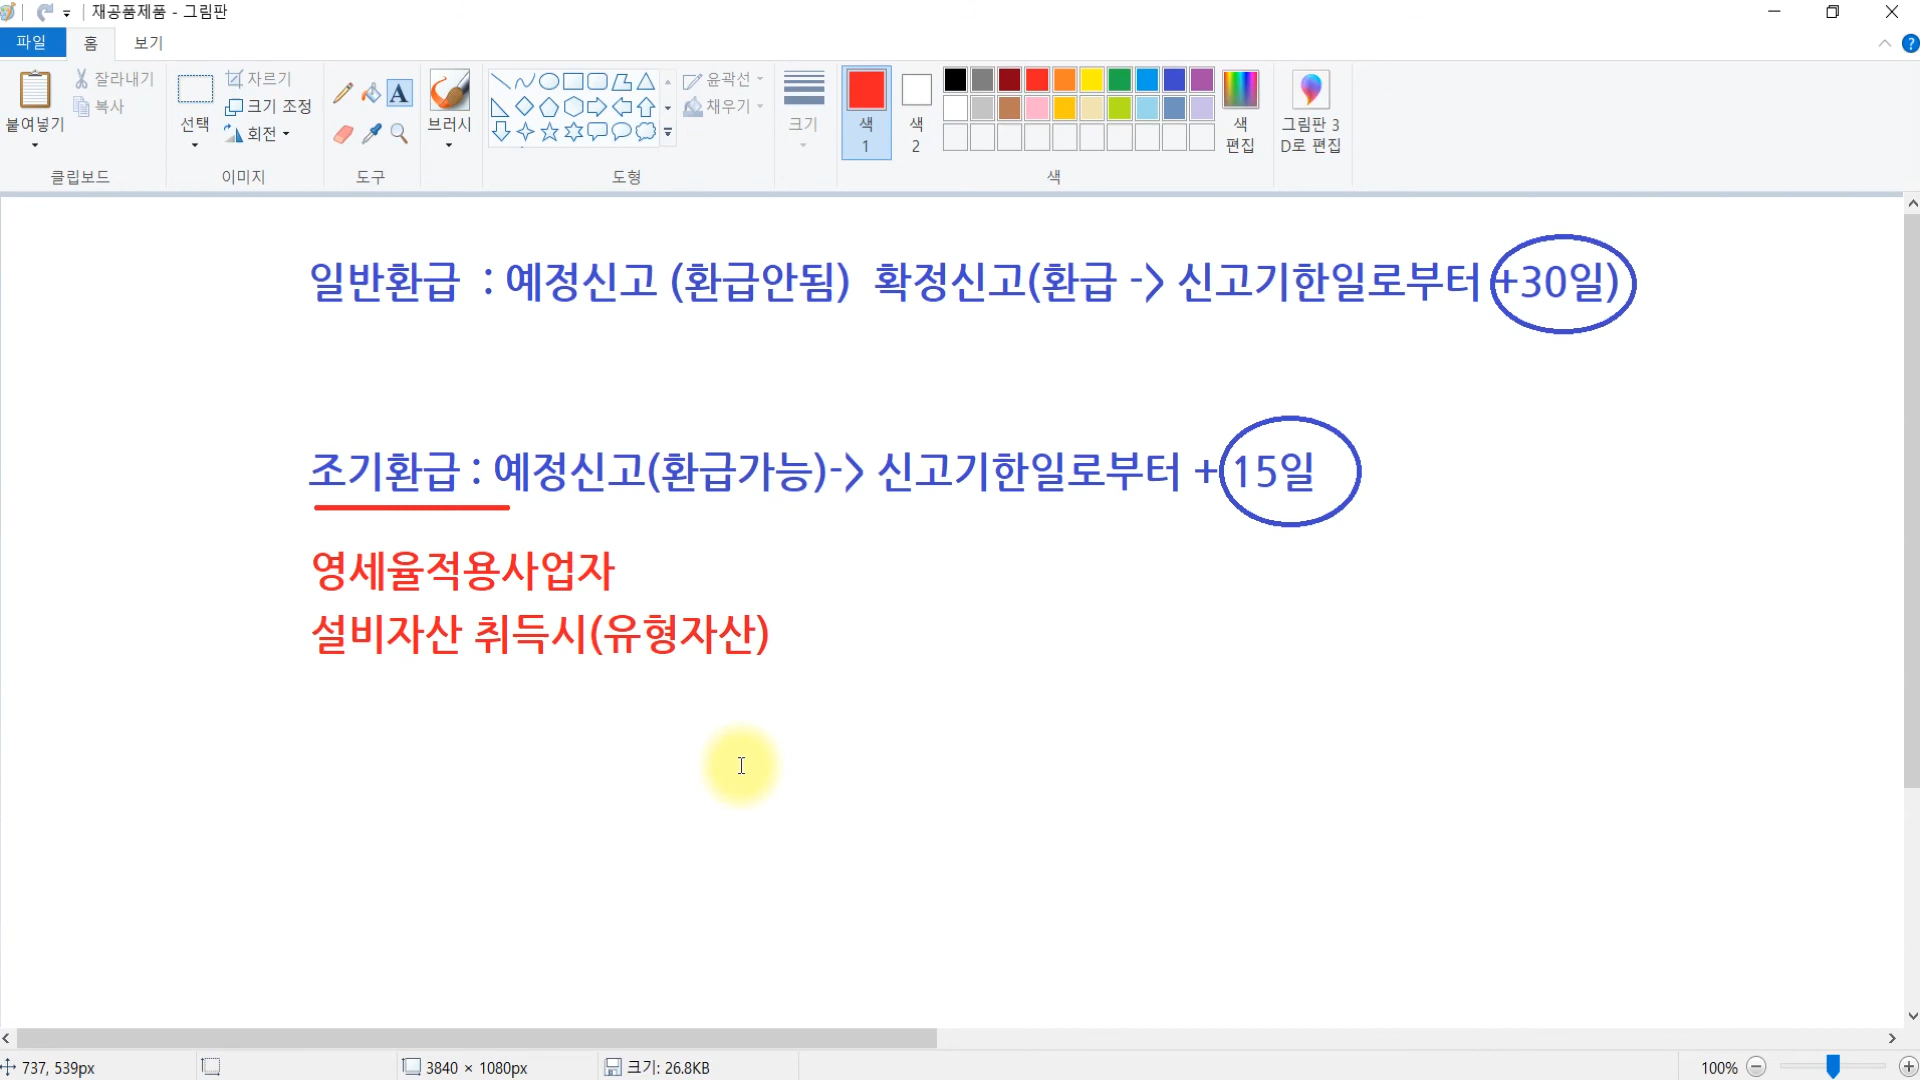 재공품제품 - 그림판
파일 홈 보기
붙여넣기
잘라내기
복사
클립보드
선택
자르기
크기 조정
회전
이미지
A
도구
브러시
윤곽선
채우기
도형
크기
색 1
색 2
색 편집
그림판 3D로 편집
색
일반환급 : 예정신고 (환급안됨) 확정신고(환급 -> 신고기한일로부터 +30일)
조기환급 : 예정신고(환급가능)-> 신고기한일로부터 + 15일
영세율적용사업자
설비자산 취득시(유형자산)
737, 539px 3840 × 1080px 크기: 26.8KB 100%